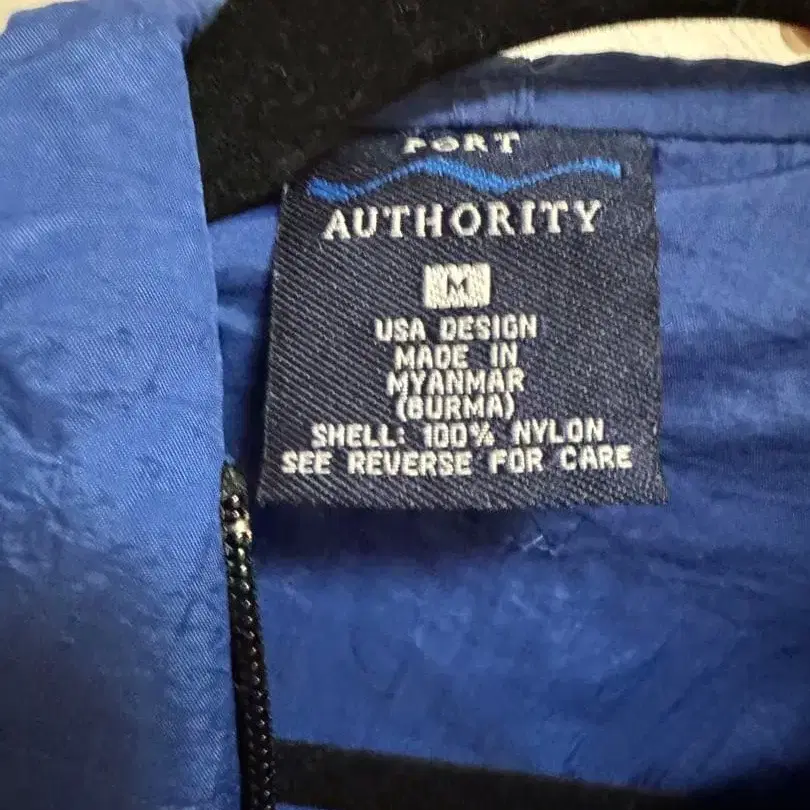 PORT
AUTHORITY
M
USA DESIGN
MADE IN
MYANMAR
(BURMA)
SHELL: 100% NYLON
SEE REVERSE FOR CARE